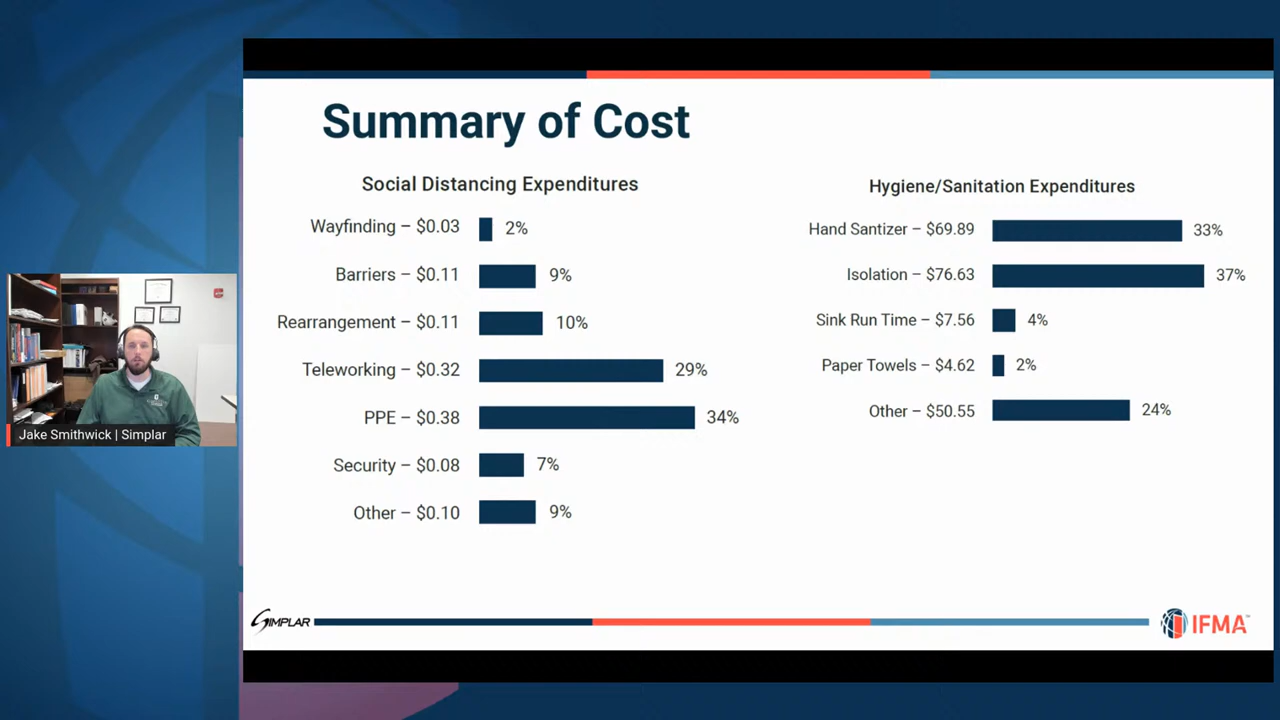 Summary of Cost
Social Distancing Expenditures
Wayfinding – $0.03 2%
Barriers – $0.11 9%
Rearrangement – $0.11 10%
Teleworking – $0.32 29%
PPE – $0.38 34%
Security – $0.08 7%
Other – $0.10 9%
Hygiene/Sanitation Expenditures
Hand Santizer – $69.89 33%
Isolation – $76.63 37%
Sink Run Time – $7.56 4%
Paper Towels – $4.62 2%
Other – $50.55 24%
Jake Smithwick | Simplar
SIMPLAR
IFMA™